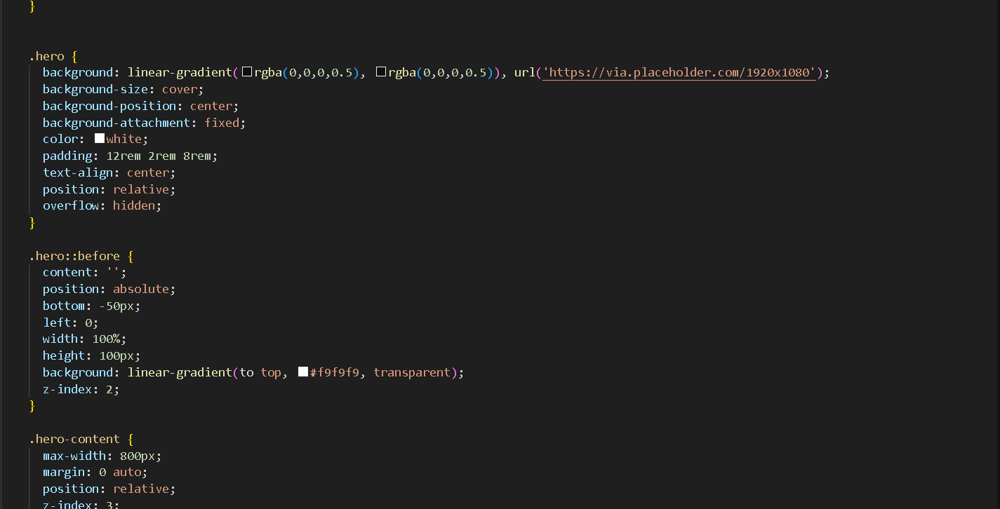 }
.hero {
background: linear-gradient(rgba(0,0,0,0.5), rgba(0,0,0,0.5)), url('https://via.placeholder.com/1920x1080');
background-size: cover;
background-position: center;
background-attachment: fixed;
color: white;
padding: 12rem 2rem 8rem;
text-align: center;
position: relative;
overflow: hidden;
}
.hero::before {
content: '';
position: absolute;
bottom: -50px;
left: 0;
width: 100%;
height: 100px;
background: linear-gradient(to top, #f9f9f9, transparent);
z-index: 2;
}
.hero-content {
max-width: 800px;
margin: 0 auto;
position: relative;
z-index: 3;